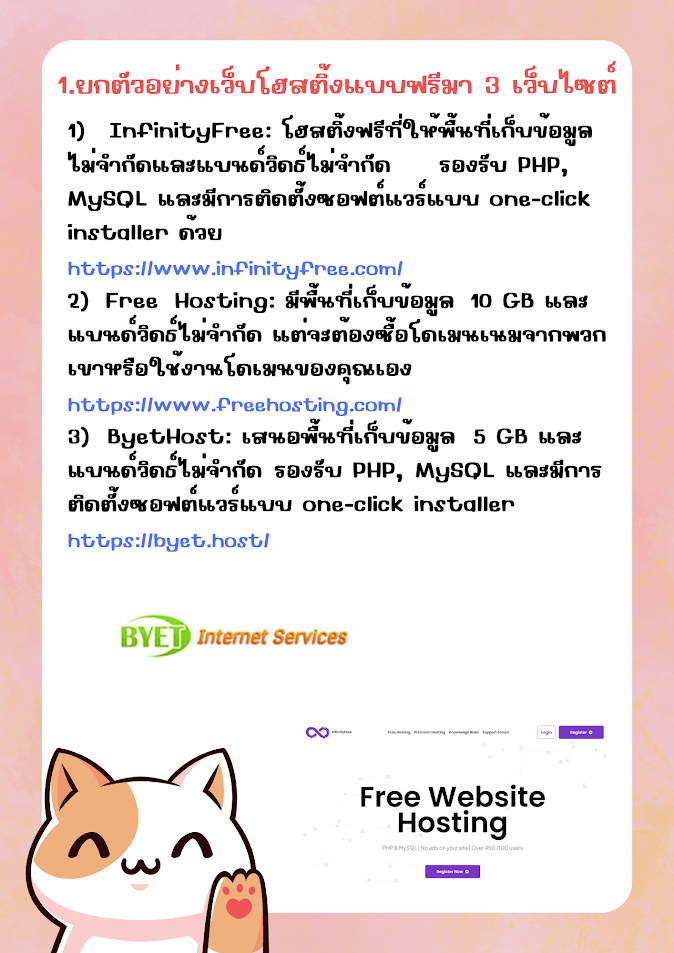 1.ยกตัวอย่างเว็บโฮสติ้งแบบฟรีมา 3 เว็บไซต์
1) InfinityFree: โฮสติ้งฟรีที่ให้พื้นที่เก็บข้อมูล
ไม่จำกัดและแบนด์วิดธ์ไม่จำกัด รองรับ PHP,
MySQL และมีการติดตั้งซอฟต์แวร์แบบ one-click
installer ด้วย
https://www.infinityfree.com/
2) Free Hosting: มีพื้นที่เก็บข้อมูล 10 GB และ
แบนด์วิดธ์ไม่จำกัด แต่จะต้องซื้อโดเมนเนมจากพวก
เขาหรือใช้งานโดเมนของคุณเอง
https://www.freehosting.com/
3) ByetHost: เสนอพื้นที่เก็บข้อมูล 5 GB และ
แบนด์วิดธ์ไม่จำกัด รองรับ PHP, MySQL และมีการ
ติดตั้งซอฟต์แวร์แบบ one-click installer
https://byet.host/
BYET Internet Services
InfinityFree Free Hosting Premium Hosting Knowledge Base Support Forum Login Register
Free Website
Hosting
PHP & MySQL | No ads on your site | Over 450,000 users
Register Now